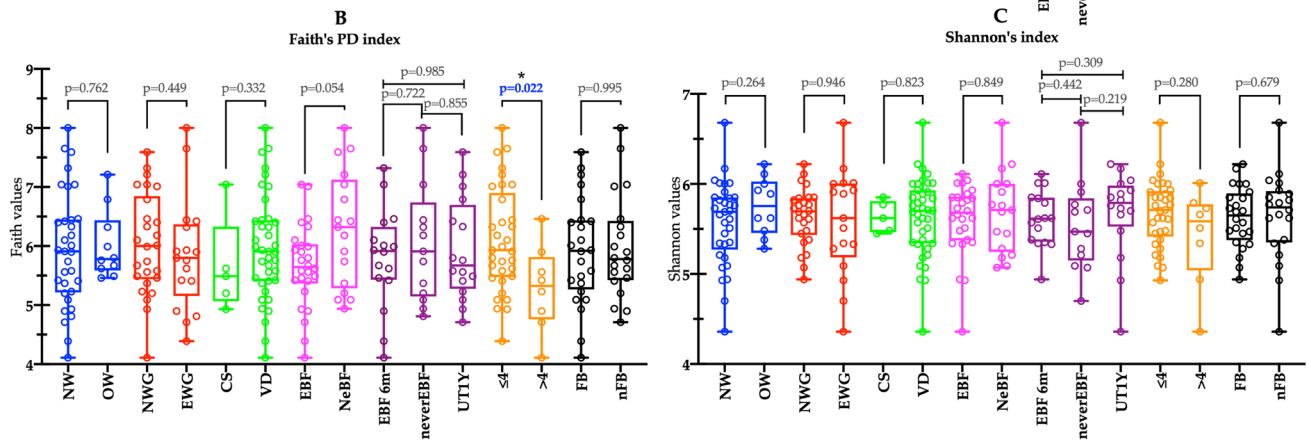 B
Faith's PD index
Faith values
9
8
7
6
5
4
p=0.762
p=0.449
p=0.332
p=0.054
p=0.985
p=0.722
p=0.855
*
p=0.022
p=0.995
NW
OW
NWG
EWG
CS
VD
EBF
NeBF
EBF 6m
neverEBF
UT1Y
≤4
>4
FB
nFB
C
Shannon's index
Shannon values
7
6
5
4
p=0.264
p=0.946
p=0.823
p=0.849
p=0.309
p=0.442
p=0.219
p=0.280
p=0.679
NW
OW
NWG
EWG
CS
VD
EBF
NeBF
EBF 6m
neverEBF
UT1Y
≤4
>4
FB
nFB